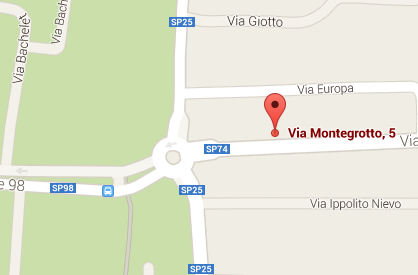 SP25
Via Giotto
Via Bachelet
Via Bac
Via Europa
Via Montegrotto, 5
SP74
Via
e 98
SP98
SP25
Via Ippolito Nievo
SP25